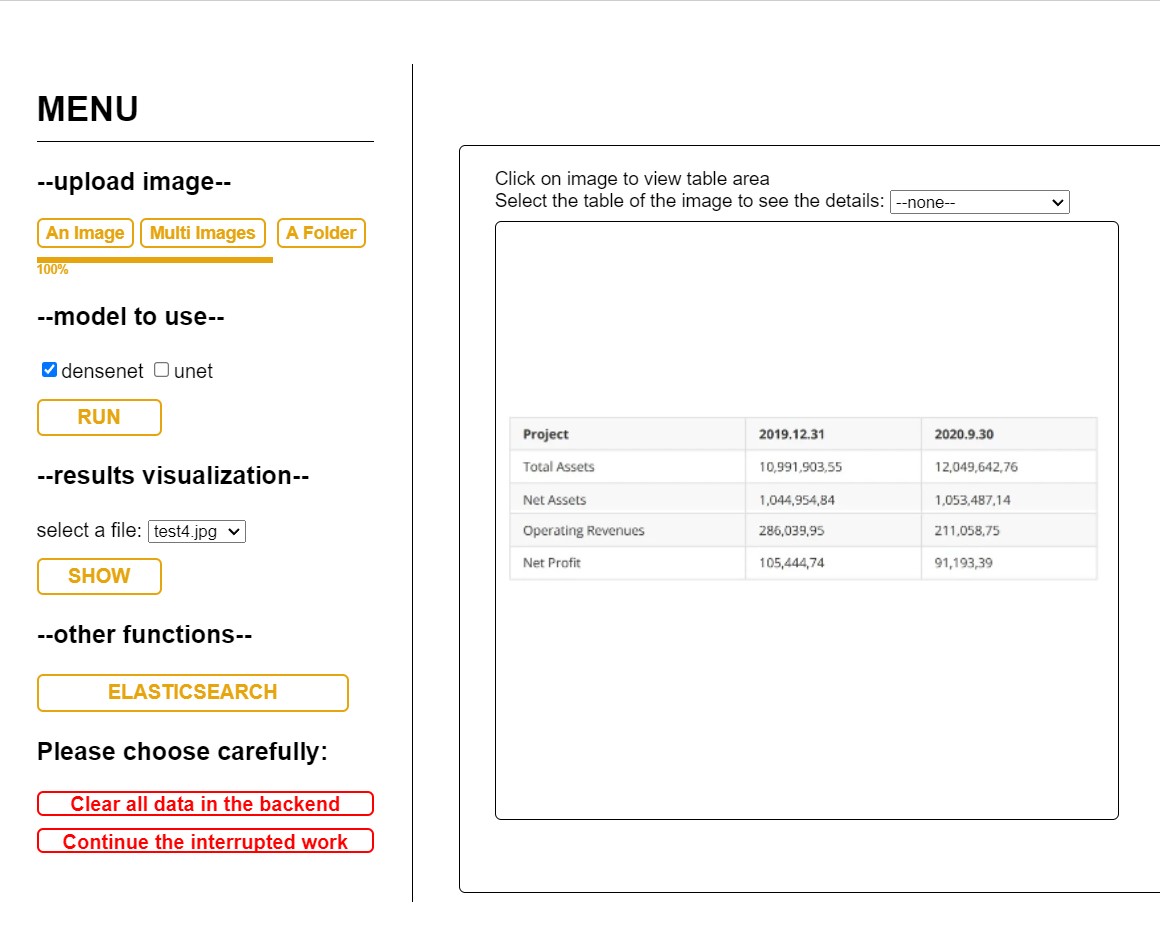 MENU
--upload image--
An Image Multi Images A Folder
100%
--model to use--
densenet unet
RUN
--results visualization--
select a file: test4.jpg
SHOW
--other functions--
ELASTICSEARCH
Please choose carefully:
Clear all data in the backend
Continue the interrupted work
Click on image to view table area
Select the table of the image to see the details: --none--
Project 2019.12.31 2020.9.30
Total Assets 10,991,903,55 12,049,642,76
Net Assets 1,044,954,84 1,053,487,14
Operating Revenues 286,039,95 211,058,75
Net Profit 105,444,74 91,193,39